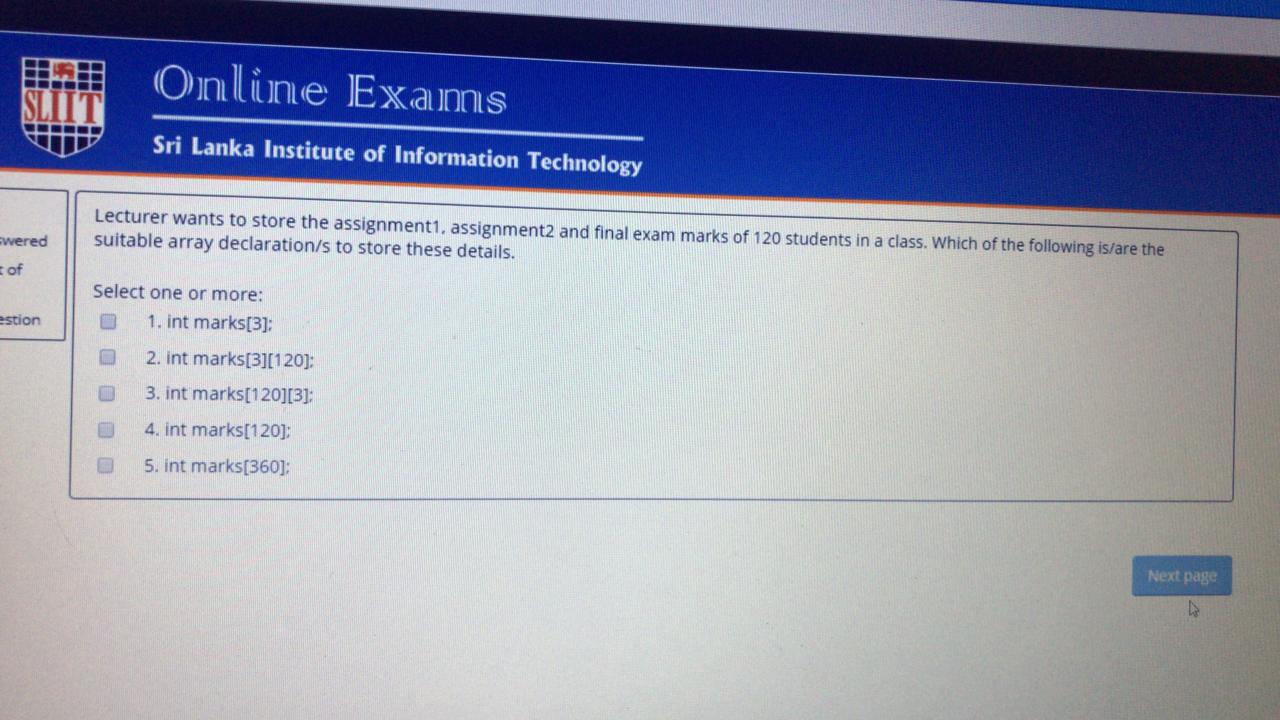 SLIIT
Online Exams
Sri Lanka Institute of Information Technology
swered
of
estion
Lecturer wants to store the assignment1, assignment2 and final exam marks of 120 students in a class. Which of the following is/are the
suitable array declaration/s to store these details.
Select one or more:
1. int marks[3];
2. int marks[3][120];
3. int marks[120][3];
4. int marks[120];
5. int marks[360];
Next page